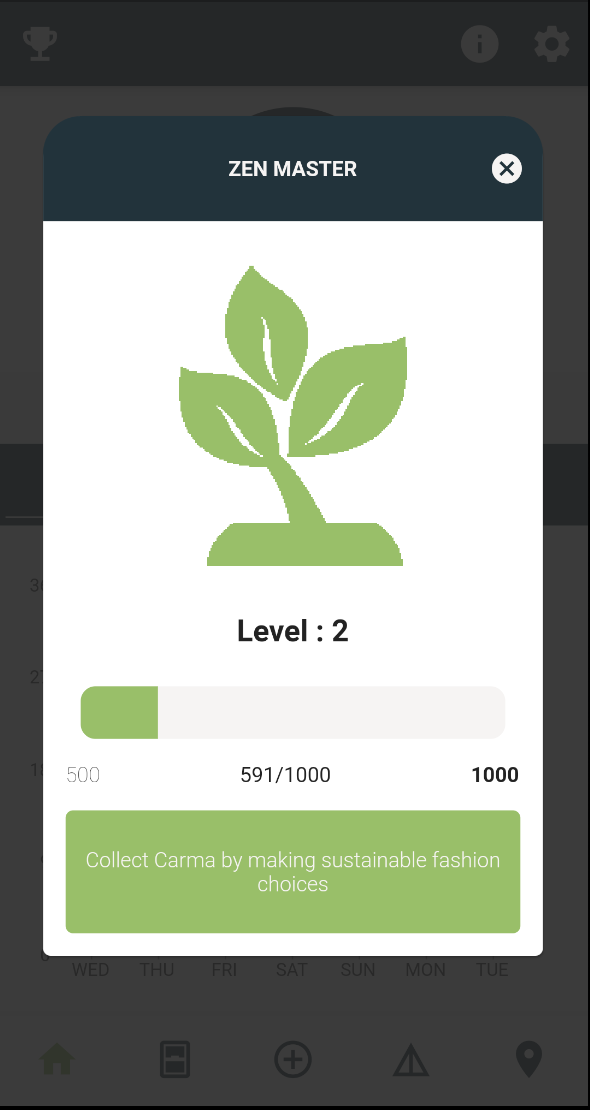 ZEN MASTER
Level : 2
500
591/1000
1000
Collect Carma by making sustainable fashion
choices
WED THU FRI SAT SUN MON TUE